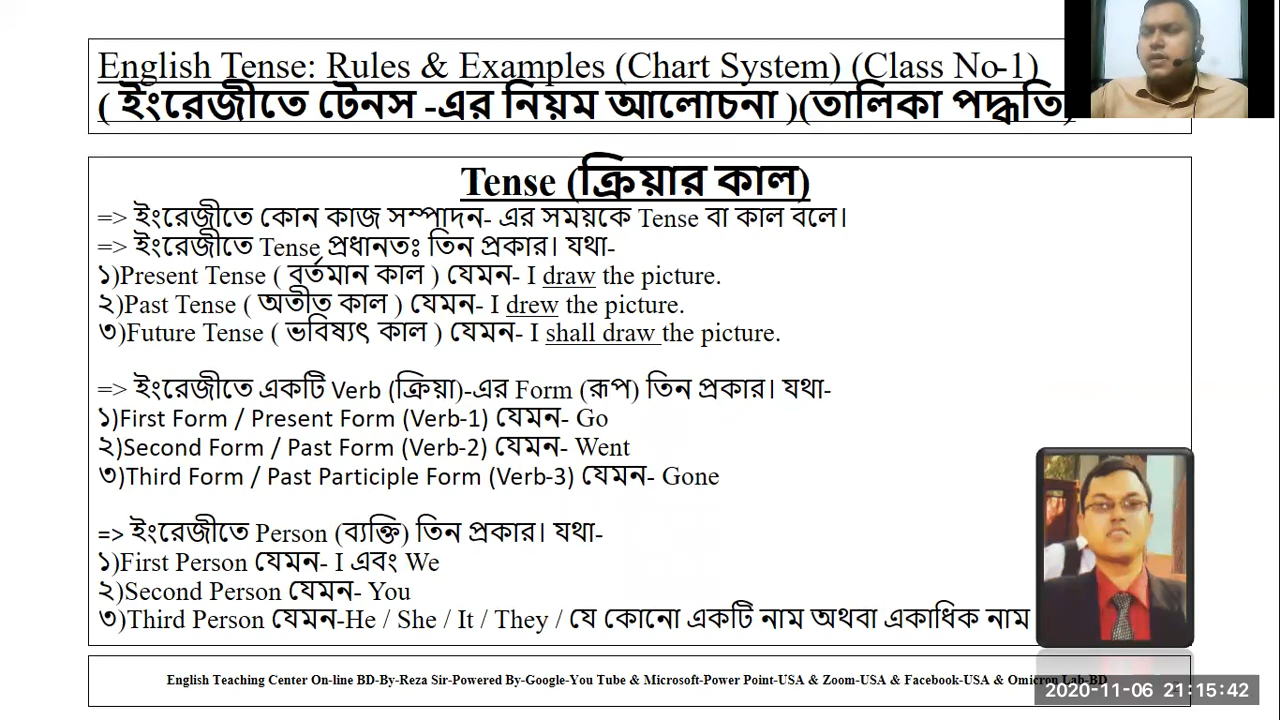 English Tense: Rules & Examples (Chart System) (Class No-1)
( ইংরেজীতে টেনস -এর নিয়ম আলোচনা )(তালিকা পদ্ধতি)
Tense (ক্রিয়ার কাল)
=> ইংরেজীতে কোন কাজ সম্পাদন- এর সময়কে Tense বা কাল বলে।
=> ইংরেজীতে Tense প্রধানতঃ তিন প্রকার। যথা-
১)Present Tense ( বর্তমান কাল ) যেমন- I draw the picture.
২)Past Tense ( অতীত কাল ) যেমন- I drew the picture.
৩)Future Tense ( ভবিষ্যৎ কাল ) যেমন- I shall draw the picture.
=> ইংরেজীতে একটি Verb (ক্রিয়া)-এর Form (রূপ) তিন প্রকার। যথা-
১)First Form / Present Form (Verb-1) যেমন- Go
২)Second Form / Past Form (Verb-2) যেমন- Went
৩)Third Form / Past Participle Form (Verb-3) যেমন- Gone
=> ইংরেজীতে Person (ব্যক্তি) তিন প্রকার। যথা-
১)First Person যেমন- I এবং We
২)Second Person যেমন- You
৩)Third Person যেমন-He / She / It / They / যে কোনো একটি নাম অথবা একাধিক নাম
English Teaching Center On-line BD-By-Reza Sir-Powered By-Google-You Tube & Microsoft-Power Point-USA & Zoom-USA & Facebook-USA & Omicron Lab-BD
2020-11-06 21:15:42